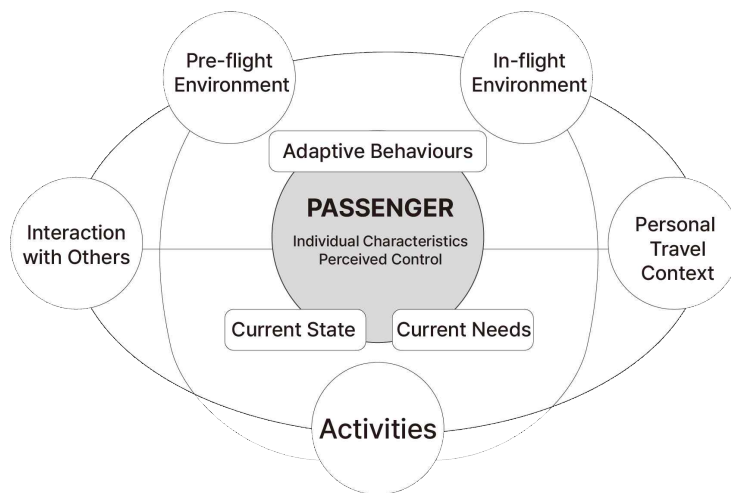 Pre-flight
Environment
In-flight
Environment
Adaptive Behaviours
PASSENGER
Individual Characteristics
Perceived Control
Interaction
with Others
Personal
Travel
Context
Current State
Current Needs
Activities